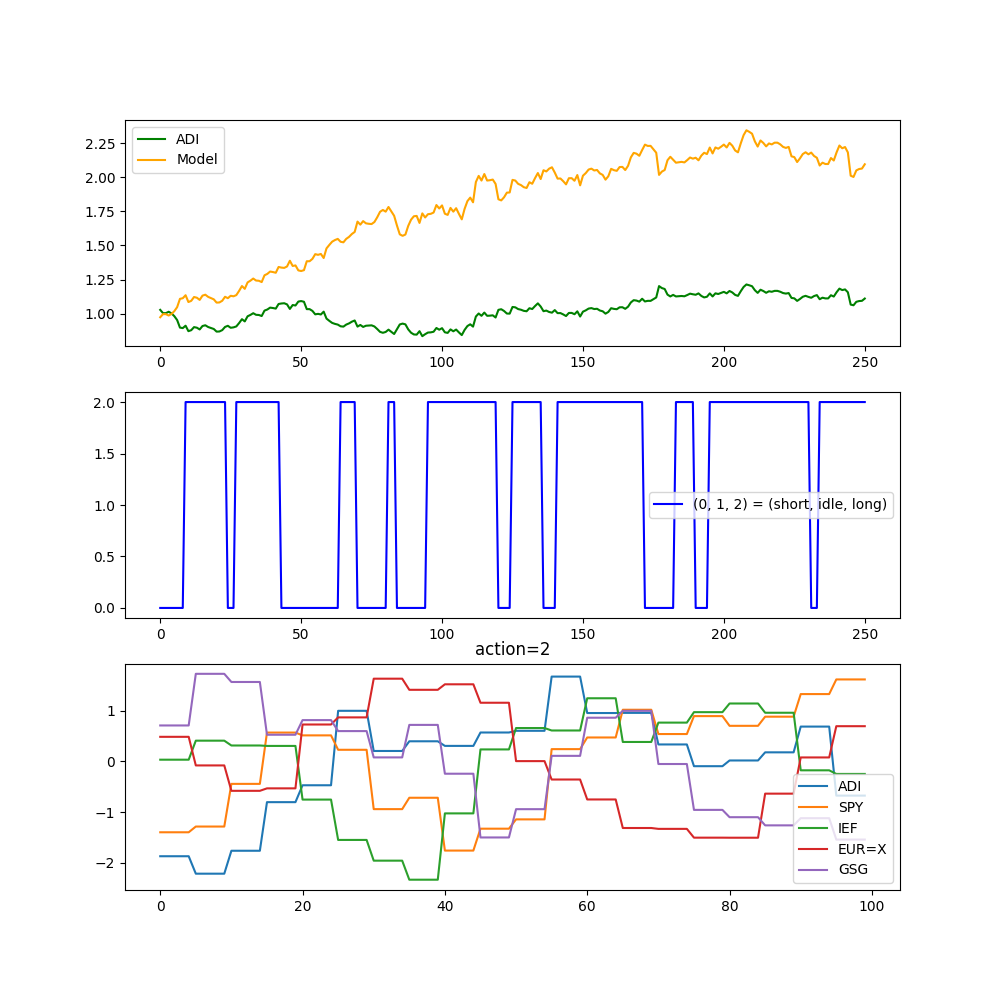 ADI
Model
2.25
2.00
1.75
1.50
1.25
1.00
0 50 100 150 200 250
2.0
1.5
1.0
0.5
0.0
(0, 1, 2) = (short, idle, long)
0 50 100 150 200 250
action=2
1
0
−1
−2
ADI
SPY
IEF
EUR=X
GSG
0 20 40 60 80 100